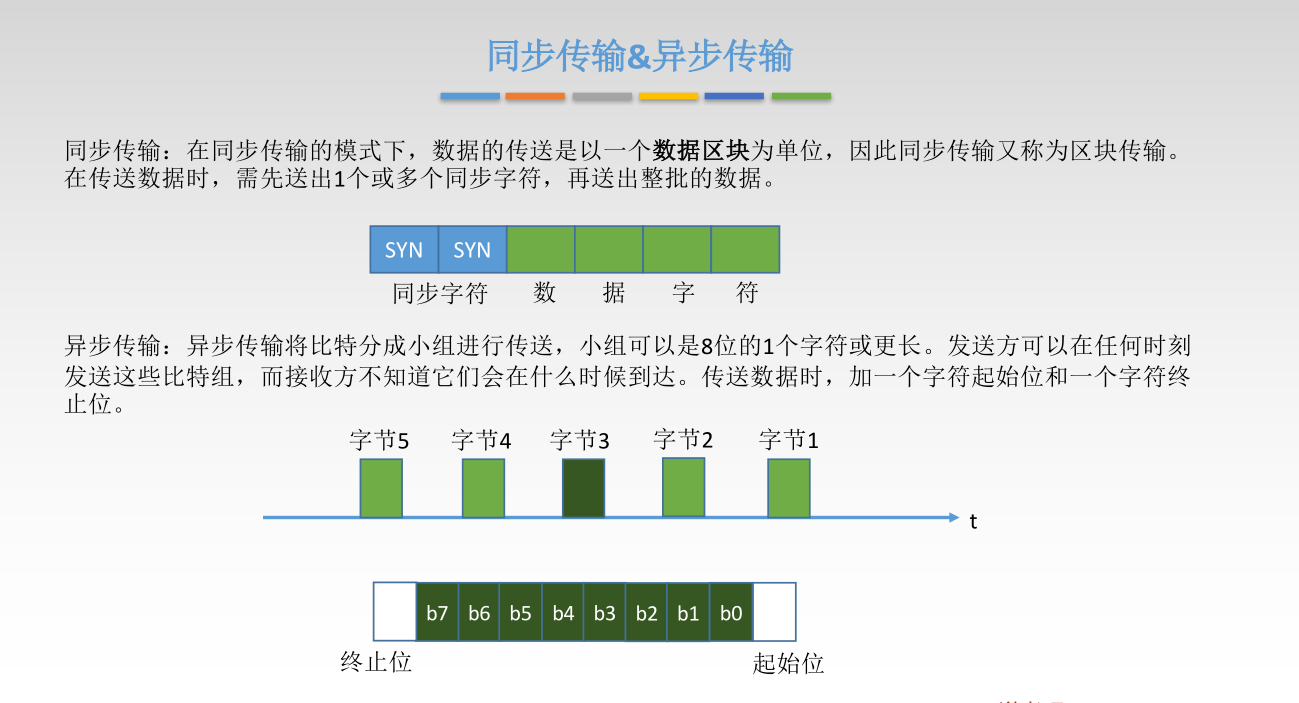 同步传输&异步传输
同步传输：在同步传输的模式下，数据的传送是以一个数据区块为单位，因此同步传输又称为区块传输。
在传送数据时，需先送出1个或多个同步字符，再送出整批的数据。
SYN SYN
同步字符 数 据 字 符
异步传输：异步传输将比特分成小组进行传送，小组可以是8位的1个字符或更长。发送方可以在任何时刻
发送这些比特组，而接收方不知道它们会在什么时候到达。传送数据时，加一个字符起始位和一个字符终
止位。
字节5 字节4 字节3 字节2 字节1
t
b7 b6 b5 b4 b3 b2 b1 b0
终止位 起始位